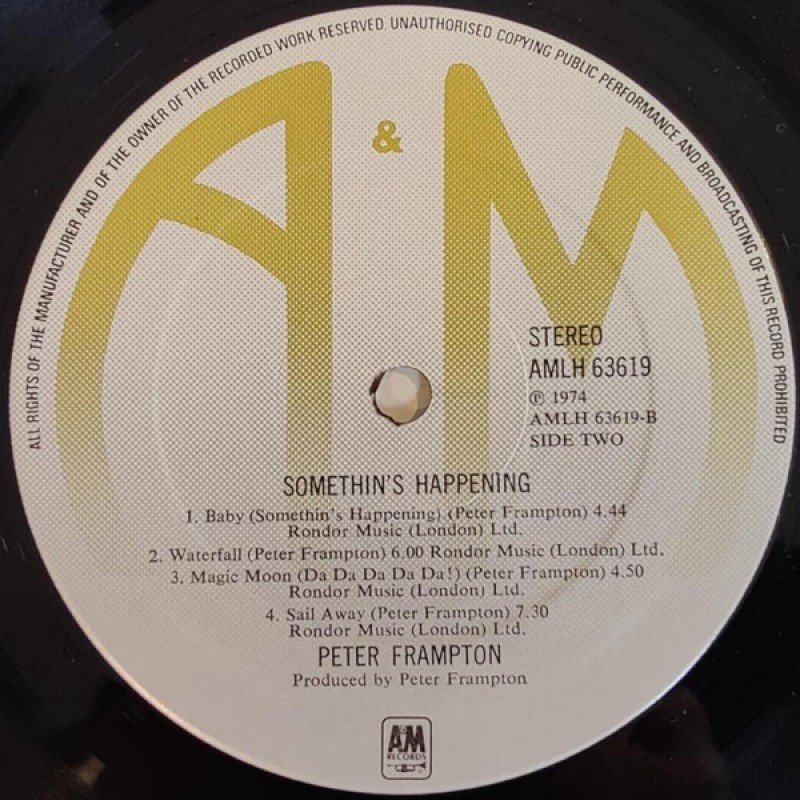 ALL RIGHTS OF THE MANUFACTURER AND OF THE OWNER OF THE RECORDED WORK RESERVED UNAUTHORISED COPYING PUBLIC PERFORMANCE AND BROADCASTING OF THIS RECORD PROHIBITED
A & M
STEREO
AMLH 63619
℗ 1974
AMLH 63619-B
SIDE TWO
SOMETHIN'S HAPPENING
1. Baby (Somethin's Happening) (Peter Frampton) 4.44
Rondor Music (London) Ltd.
2. Waterfall (Peter Frampton) 6.00 Rondor Music (London) Ltd.
3. Magic Moon (Da Da Da Da Da!) (Peter Frampton) 4.50
Rondor Music (London) Ltd.
4. Sail Away (Peter Frampton) 7.30
Rondor Music (London) Ltd.
PETER FRAMPTON
Produced by Peter Frampton
A&M
RECORDS